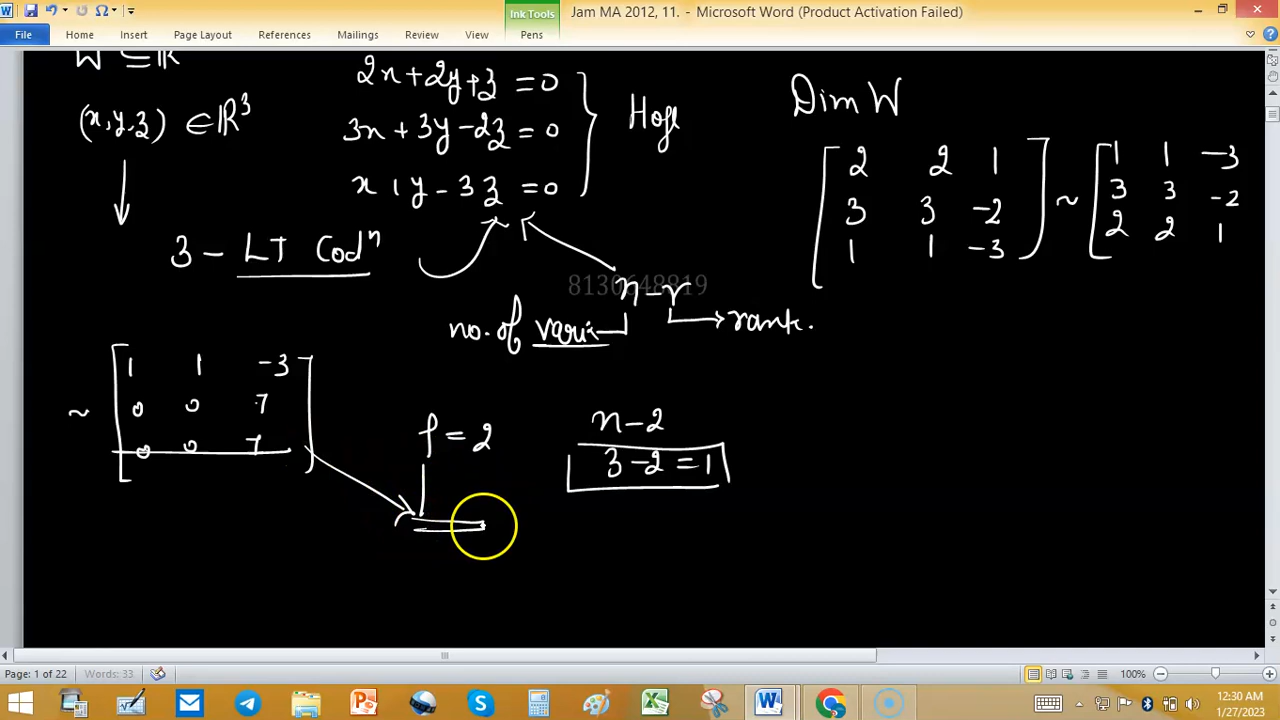 Ink Tools
Jam MA 2012, 11. - Microsoft Word (Product Activation Failed)
File Home Insert Page Layout References Mailings Review View Pens
W ⊆ ℝ
(x,y,z) ∈ ℝ³
2x+2y+z = 0
3x+3y-2z = 0
x+y-3z = 0
Dim W
2 2 1
3 3 -2
1 1 -3
~
1 1 -3
3 3 -2
2 2 1
3 - LT Codⁿ
8130648819
n-r
no. of varia
rank.
~
1 1 -3
0 0 7
0 0 7
ρ = 2
n-2
3-2=1
Page: 1 of 22 Words: 33 100%
12:30 AM
1/27/2023